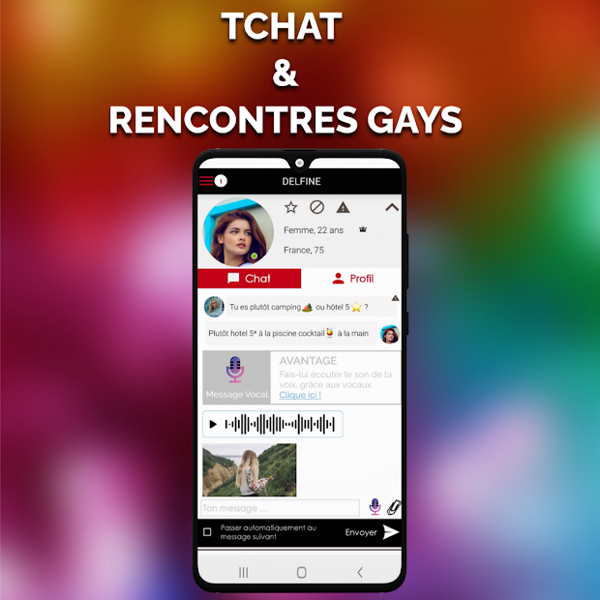 TCHAT
&
RENCONTRES GAYS
1
DELFINE
Femme, 22 ans
France, 75
Chat
Profil
Tu es plutôt camping🏕️ ou hôtel 5⭐ ?
Plutôt hotel 5* à la piscine cocktail🍹 à la main
AVANTAGE
Fais-lui écouter le son de ta
voix, grâce aux vocaux
Message Vocal
Clique ici !
Ton message ....
Passer automatiquement au
message suivant
Envoyer